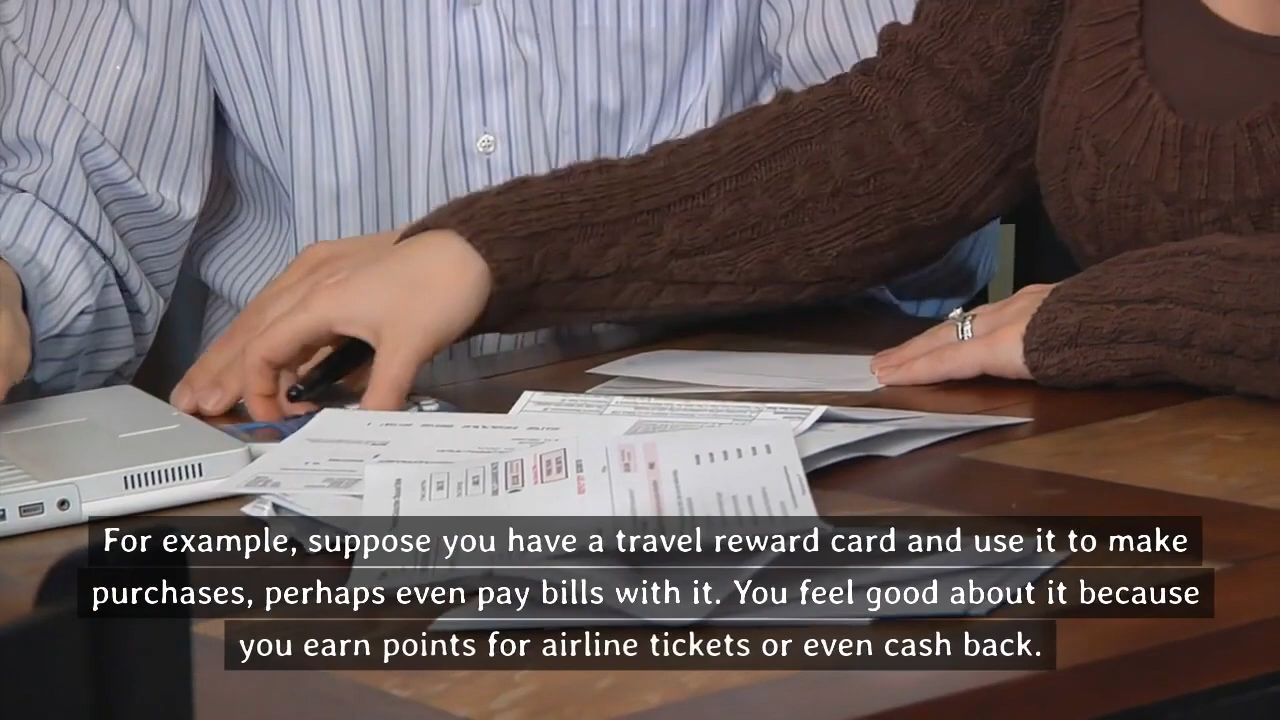 For example, suppose you have a travel reward card and use it to make
purchases, perhaps even pay bills with it. You feel good about it because
you earn points for airline tickets or even cash back.